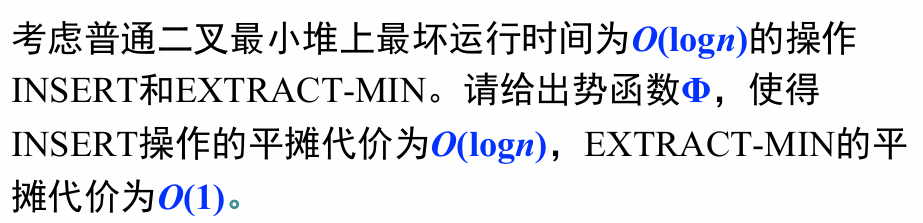 考虑普通二叉最小堆上最坏运行时间为O(logn)的操作
INSERT和EXTRACT-MIN。请给出势函数Φ，使得
INSERT操作的平摊代价为O(logn)，EXTRACT-MIN的平
摊代价为O(1)。